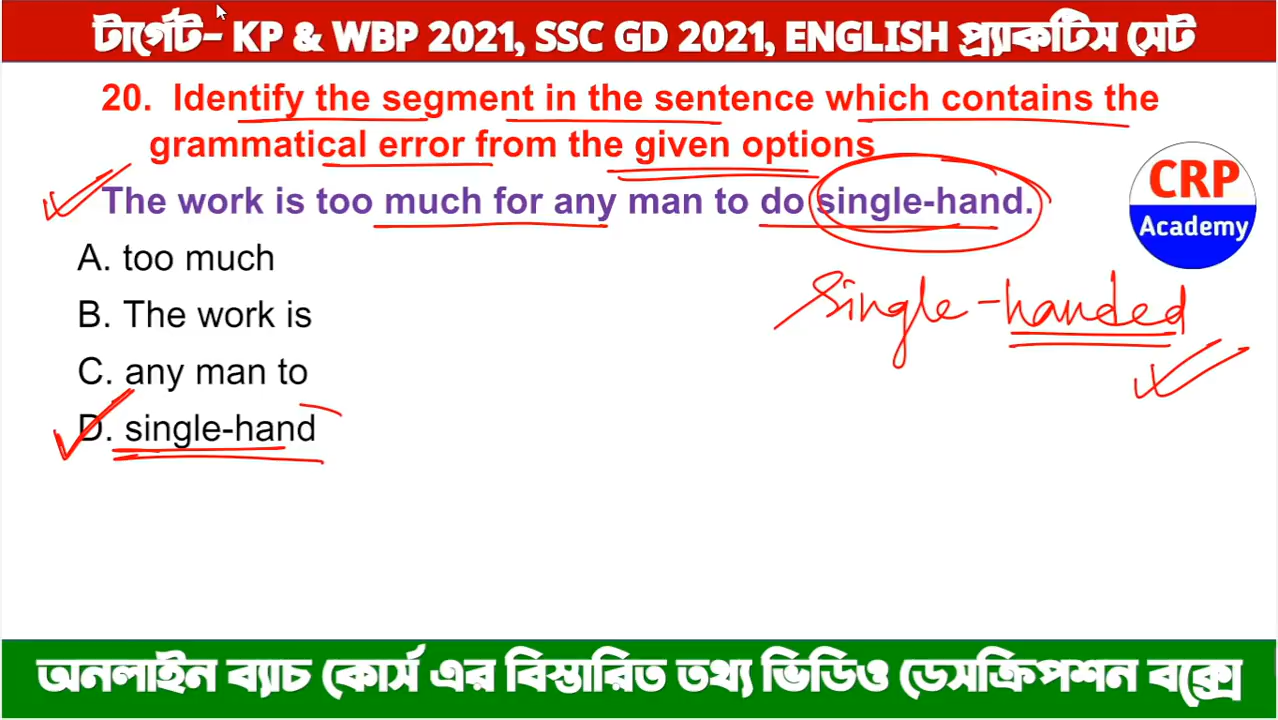 টার্গেট- KP & WBP 2021, SSC GD 2021, ENGLISH প্র্যাকটিস সেট
20. Identify the segment in the sentence which contains the
grammatical error from the given options
The work is too much for any man to do single-hand.
CRP
Academy
A. too much
single-handed
B. The work is
C. any man to
D. single-hand
অনলাইন ব্যাচ কোর্স এর বিস্তারিত তথ্য ভিডিও ডেসক্রিপশন বক্সে